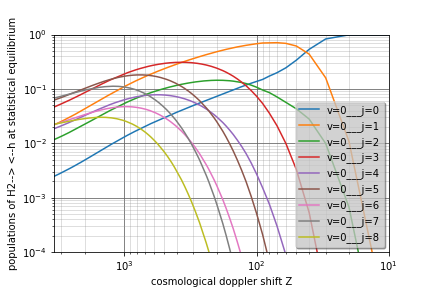 populations of H2--> <--h at statistical equilibrium
10⁰
10⁻¹
10⁻²
10⁻³
10⁻⁴
v=0___j=0
v=0___j=1
v=0___j=2
v=0___j=3
v=0___j=4
v=0___j=5
v=0___j=6
v=0___j=7
v=0___j=8
10³
10²
10¹
cosmological doppler shift Z